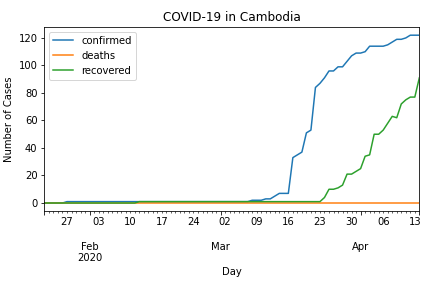 COVID-19 in Cambodia
confirmed
deaths
recovered
Number of Cases
120
100
80
60
40
20
0
27 03 10 17 24 02 09 16 23 30 06 13
Feb Mar Apr
2020
Day